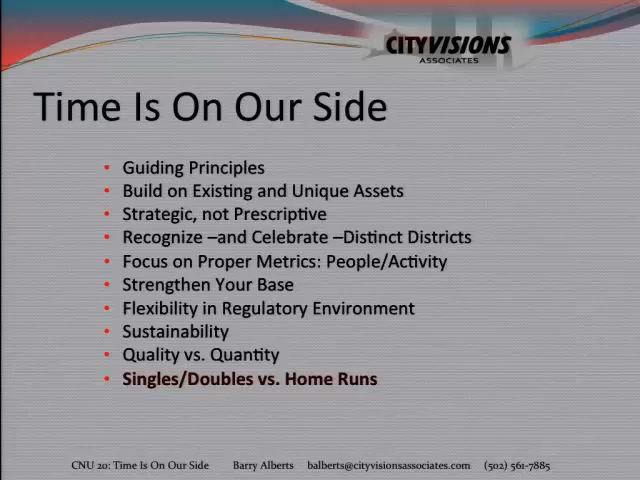 CITYVISIONS
ASSOCIATES
Time Is On Our Side
• Guiding Principles
• Build on Existing and Unique Assets
• Strategic, not Prescriptive
• Recognize –and Celebrate –Distinct Districts
• Focus on Proper Metrics: People/Activity
• Strengthen Your Base
• Flexibility in Regulatory Environment
• Sustainability
• Quality vs. Quantity
• Singles/Doubles vs. Home Runs
CNU 20: Time Is On Our Side Barry Alberts balberts@cityvisionsassociates.com (502) 561-7885